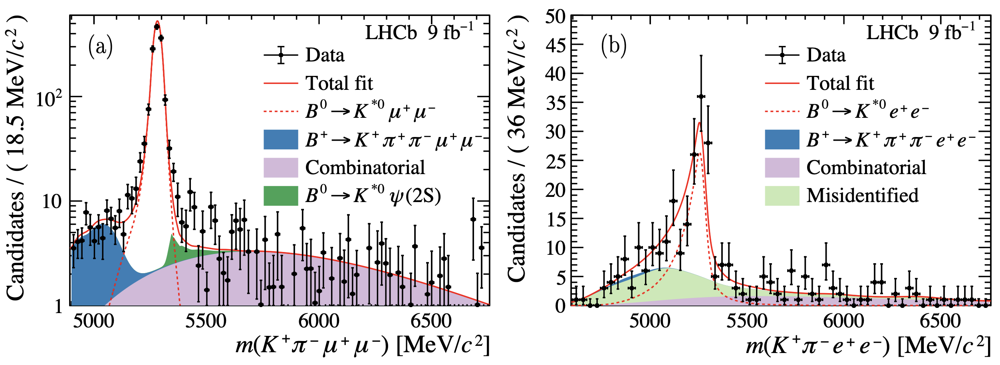 Candidates / ( 18.5 MeV/c² )
10²
10
1
(a)
LHCb 9 fb⁻¹
Data
Total fit
B⁰ → K*⁰ μ⁺ μ⁻
B⁺ → K⁺ π⁺ π⁻ μ⁺ μ⁻
Combinatorial
B⁰ → K*⁰ ψ(2S)
5000 5500 6000 6500
m(K⁺ π⁻ μ⁺ μ⁻) [MeV/c²]
Candidates / ( 36 MeV/c² )
50
45
40
35
30
25
20
15
10
5
0
(b)
LHCb 9 fb⁻¹
Data
Total fit
B⁰ → K*⁰ e⁺ e⁻
B⁺ → K⁺ π⁺ π⁻ e⁺ e⁻
Combinatorial
Misidentified
5000 5500 6000 6500
m(K⁺ π⁻ e⁺ e⁻) [MeV/c²]